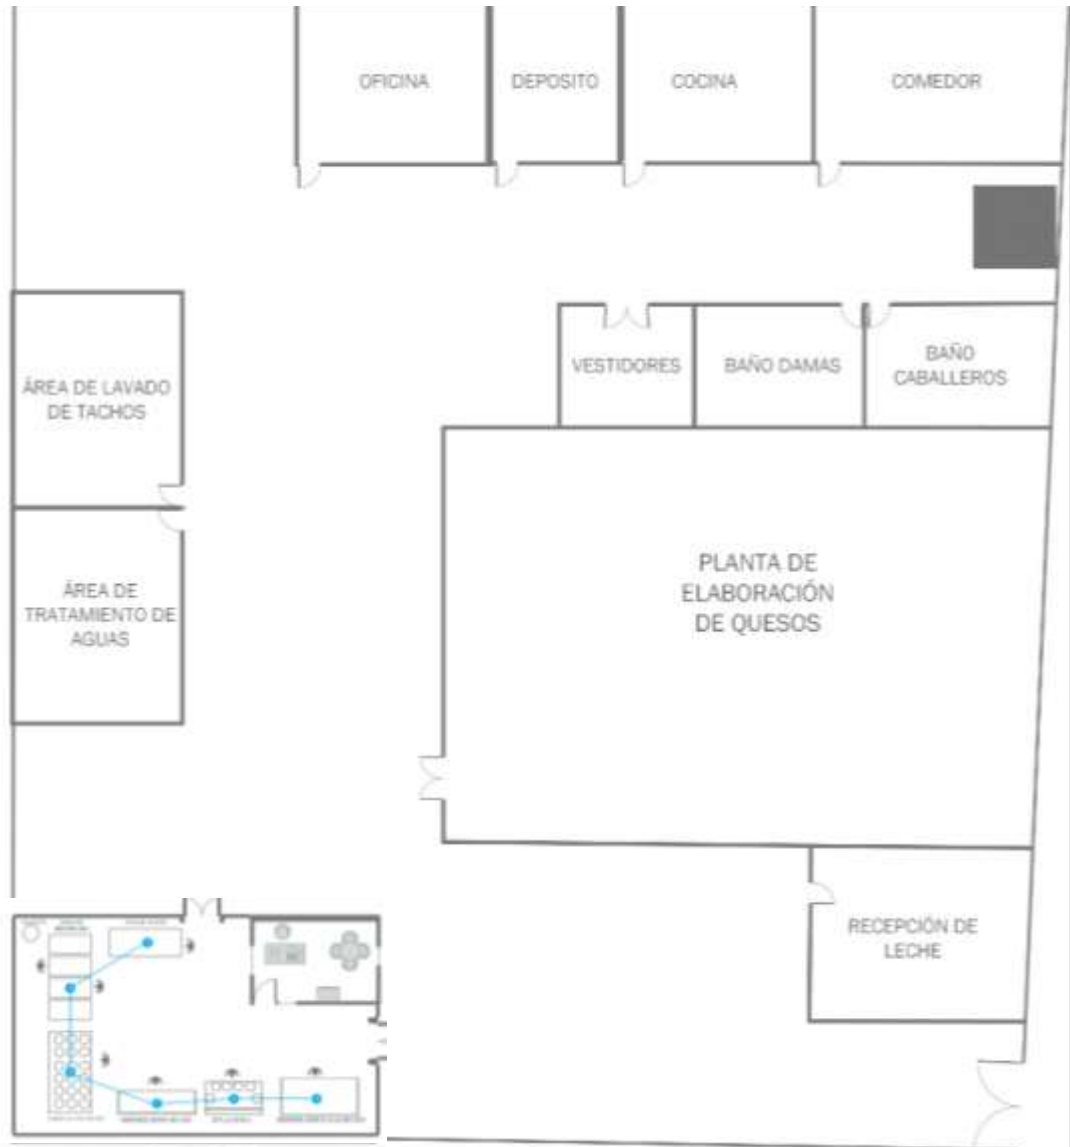 OFICINA
DEPOSITO
COCINA
COMEDOR
VESTIDORES
BAÑO DAMAS
BAÑO
CABALLEROS
ÁREA DE LAVADO
DE TACHOS
ÁREA DE
TRATAMIENTO DE
AGUAS
PLANTA DE
ELABORACIÓN
DE QUESOS
RECEPCIÓN DE
LECHE